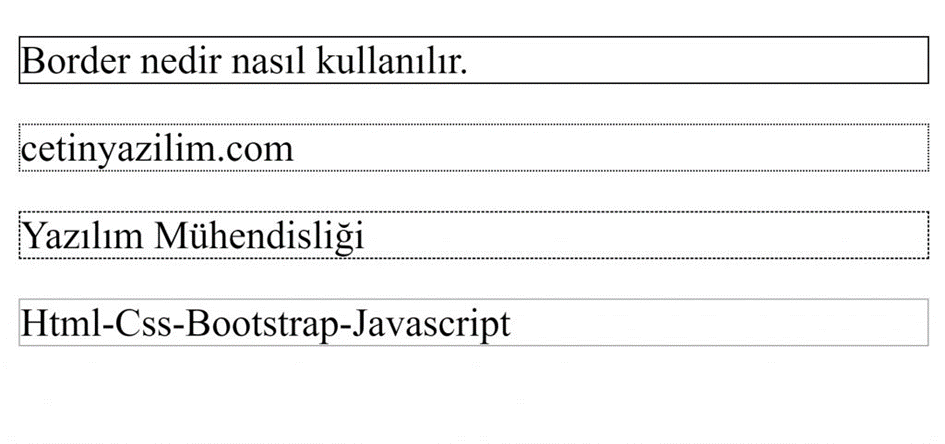 Border nedir nasıl kullanılır.
cetinyazilim.com
Yazılım Mühendisliği
Html-Css-Bootstrap-Javascript